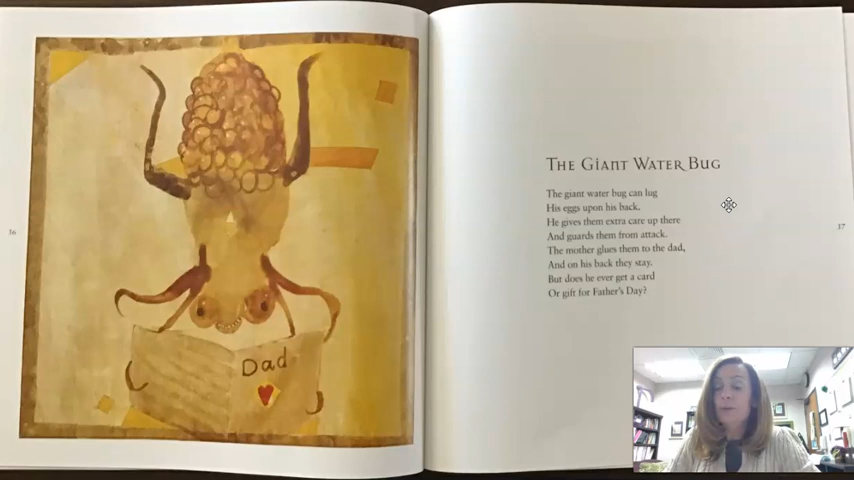 Dad
16
The Giant Water Bug
The giant water bug can lug
His eggs upon his back.
He gives them extra care up there
And guards them from attack.
The mother glues them to the dad,
And on his back they stay.
But does he ever get a card
Or gift for Father's Day?
17